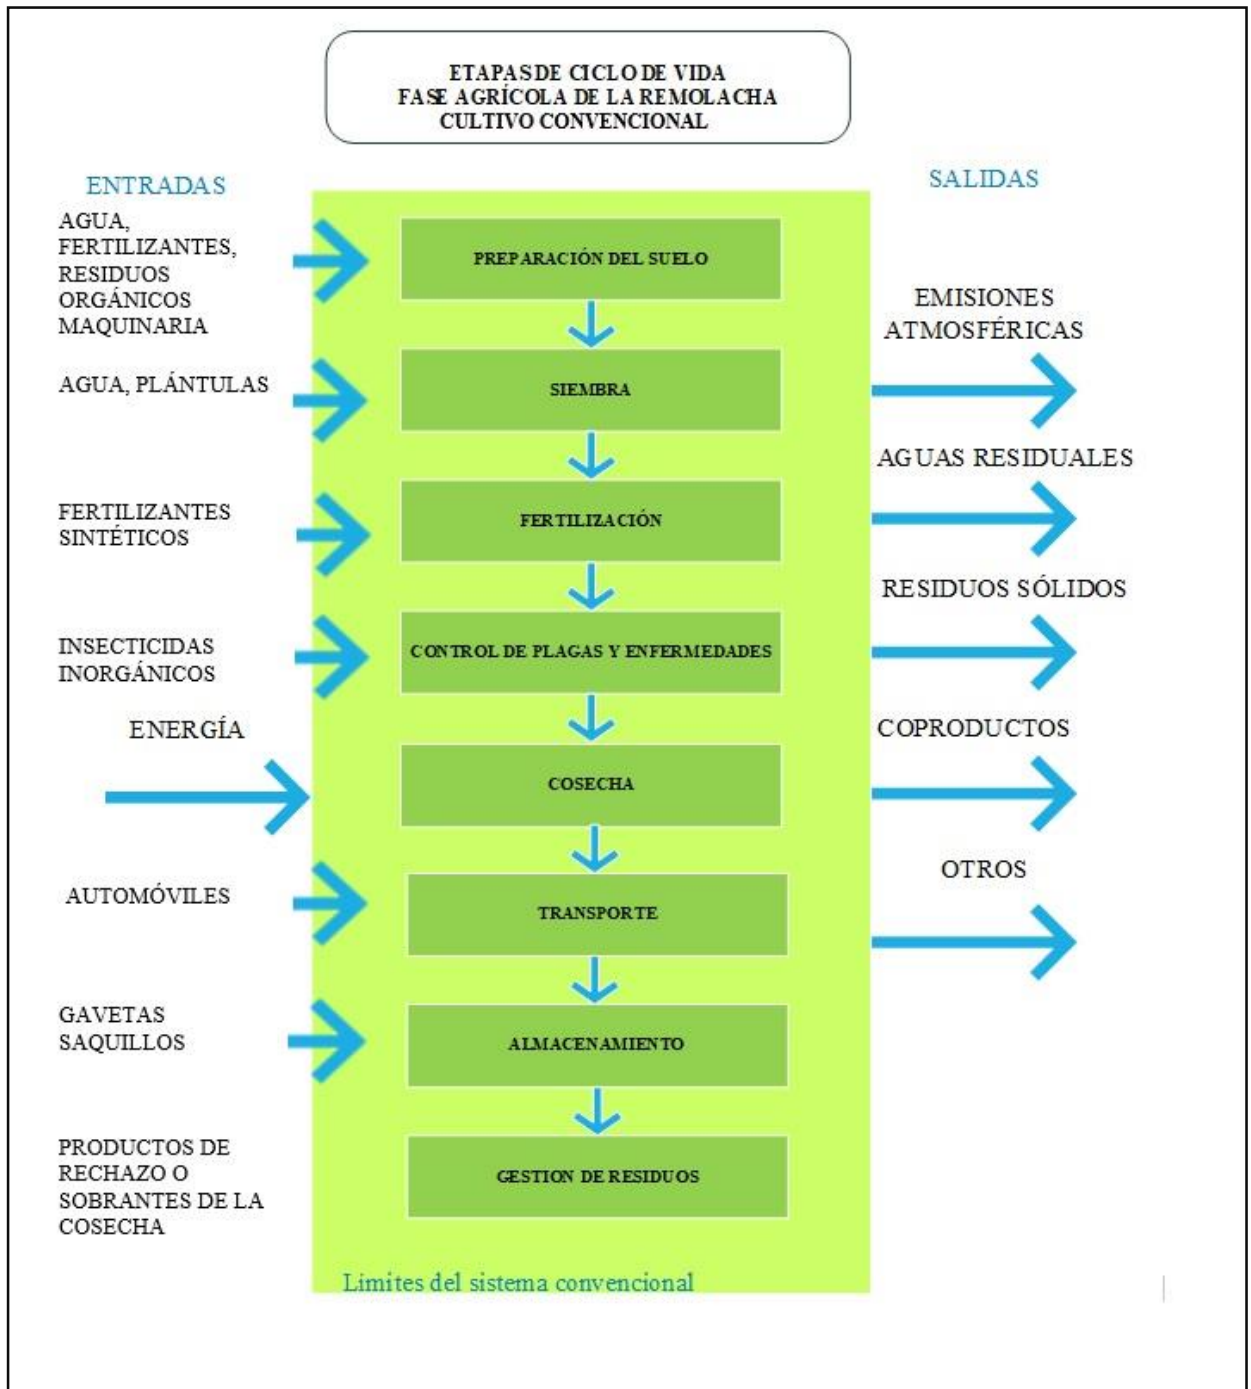 ETAPAS DE CICLO DE VIDA
FASE AGRÍCOLA DE LA REMOLACHA
CULTIVO CONVENCIONAL
ENTRADAS
SALIDAS
AGUA,
FERTILIZANTES,
RESIDUOS
ORGÁNICOS
MAQUINARIA
PREPARACIÓN DEL SUELO
EMISIONES
ATMOSFÉRICAS
AGUA, PLÁNTULAS
SIEMBRA
AGUAS RESIDUALES
FERTILIZANTES
SINTÉTICOS
FERTILIZACIÓN
RESIDUOS SÓLIDOS
INSECTICIDAS
INORGÁNICOS
CONTROL DE PLAGAS Y ENFERMEDADES
ENERGÍA
COPRODUCTOS
COSECHA
OTROS
AUTOMÓVILES
TRANSPORTE
GAVETAS
SAQUILLOS
ALMACENAMIENTO
PRODUCTOS DE
RECHAZO O
SOBRANTES DE LA
COSECHA
GESTION DE RESIDUOS
Limites del sistema convencional